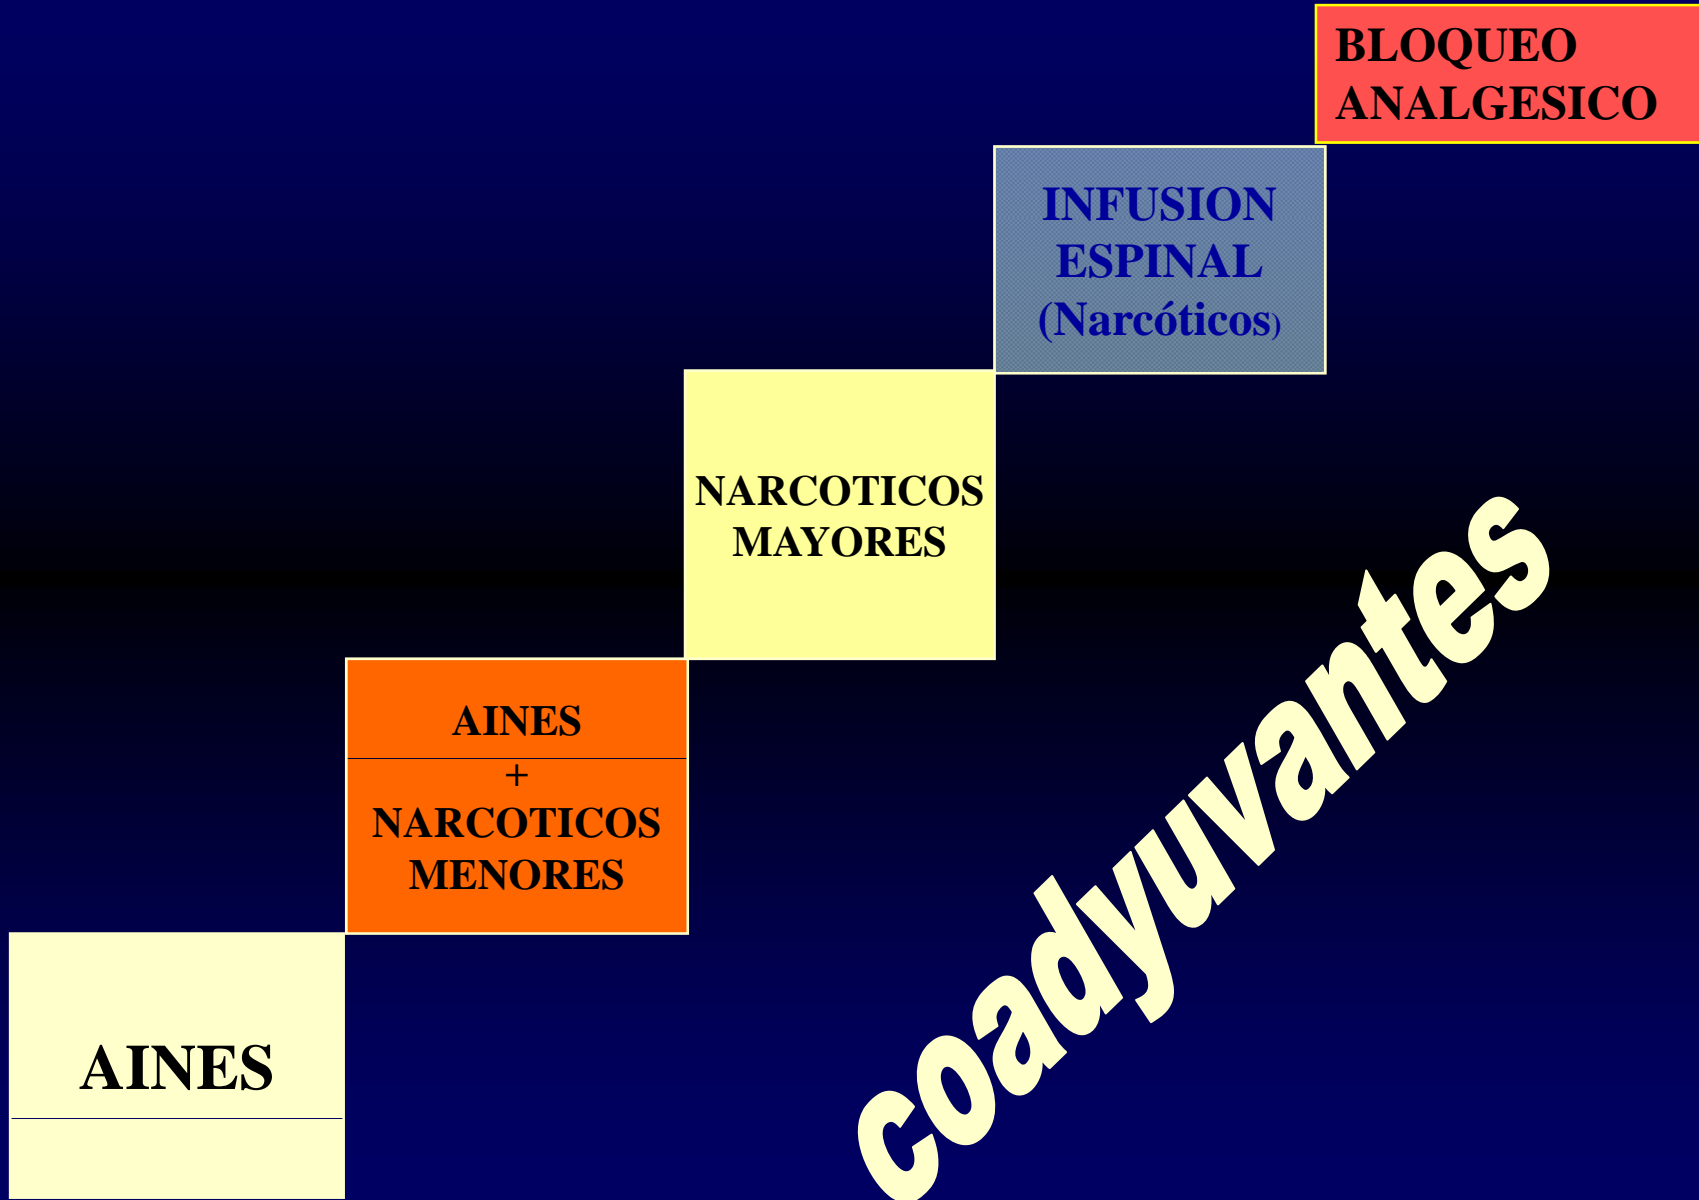 BLOQUEO
ANALGESICO
INFUSION
ESPINAL
(Narcóticos)
NARCOTICOS
MAYORES
AINES
+
NARCOTICOS
MENORES
AINES
coadyuvantes